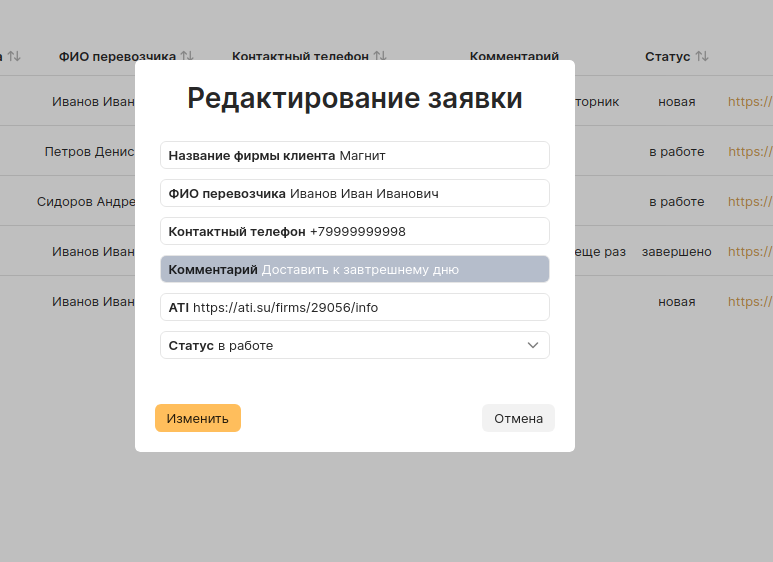 а ФИО перевозчика Контактный телефон Комментарий Статус
Редактирование заявки
Иванов Иван торник новая https://
Название фирмы клиента Магнит
Петров Денис в работе https://
ФИО перевозчика Иванов Иван Иванович
Сидоров Андре в работе https://
Контактный телефон +79999999998
Иванов Иван еще раз завершено https://
Комментарий Доставить к завтрешнему дню
Иванов Иван новая https://
ATI https://ati.su/firms/29056/info
Статус в работе
Изменить Отмена